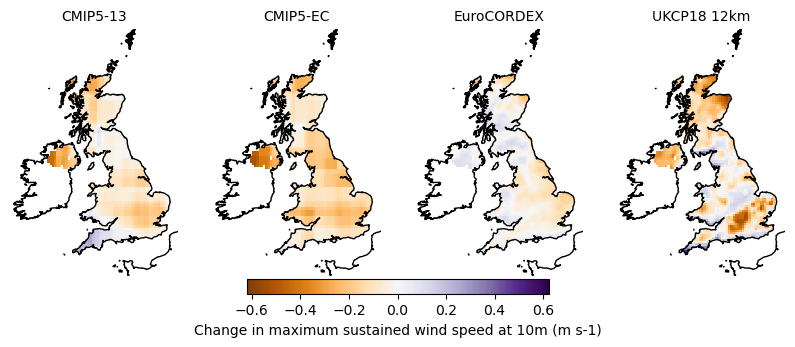 CMIP5-13 CMIP5-EC EuroCORDEX UKCP18 12km
−0.6 −0.4 −0.2 0.0 0.2 0.4 0.6
Change in maximum sustained wind speed at 10m (m s-1)